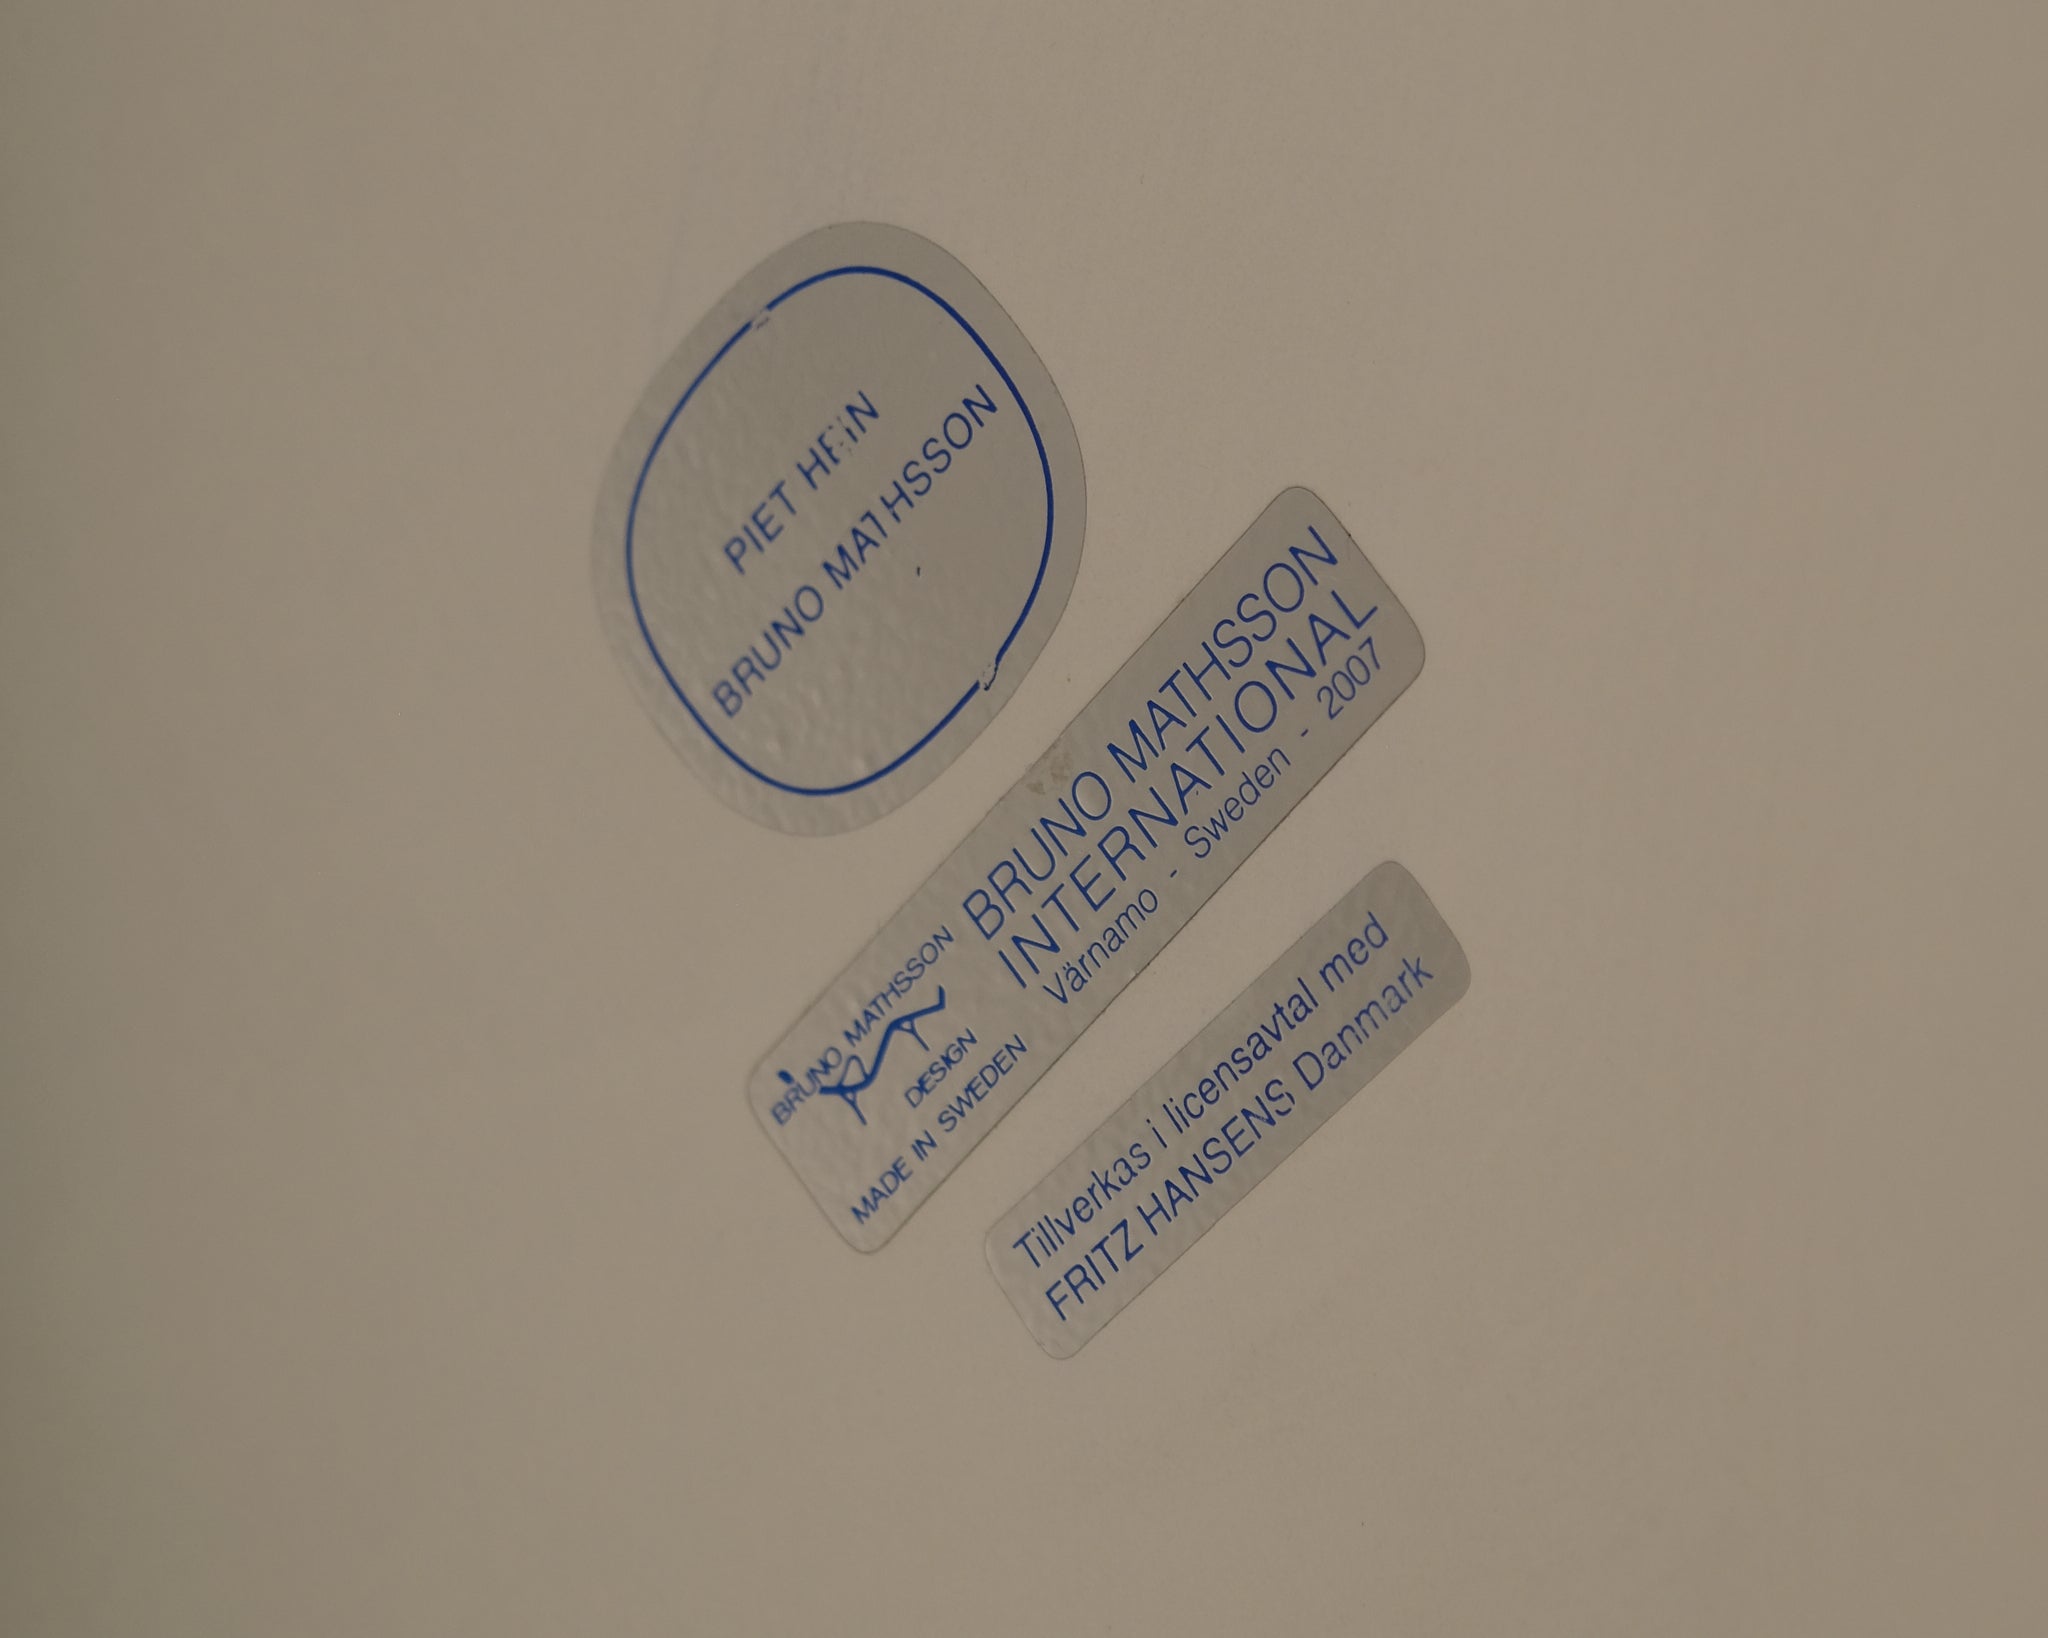 PIET HEIN
BRUNO MATHSSON
BRUNO MATHSSON
DESIGN
MADE IN SWEDEN
BRUNO MATHSSON
INTERNATIONAL
Värnamo - Sweden - 2007
Tillverkas i licensavtal med
FRITZ HANSENS Danmark